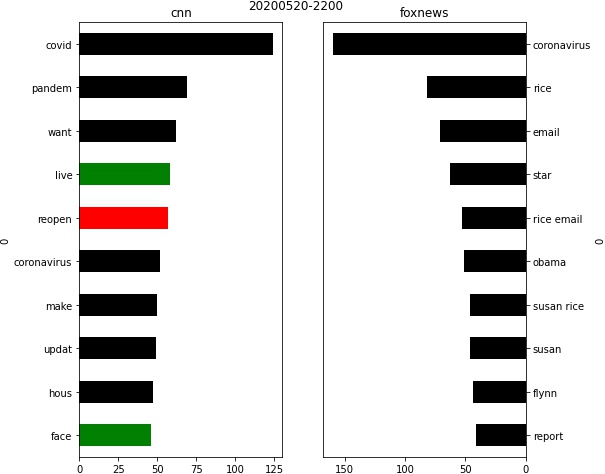 20200520-2200
cnn
foxnews
covid
pandem
want
live
reopen
coronavirus
make
updat
hous
face
0
0 25 50 75 100 125
coronavirus
rice
email
star
rice email
obama
susan rice
susan
flynn
report
0
150 100 50 0